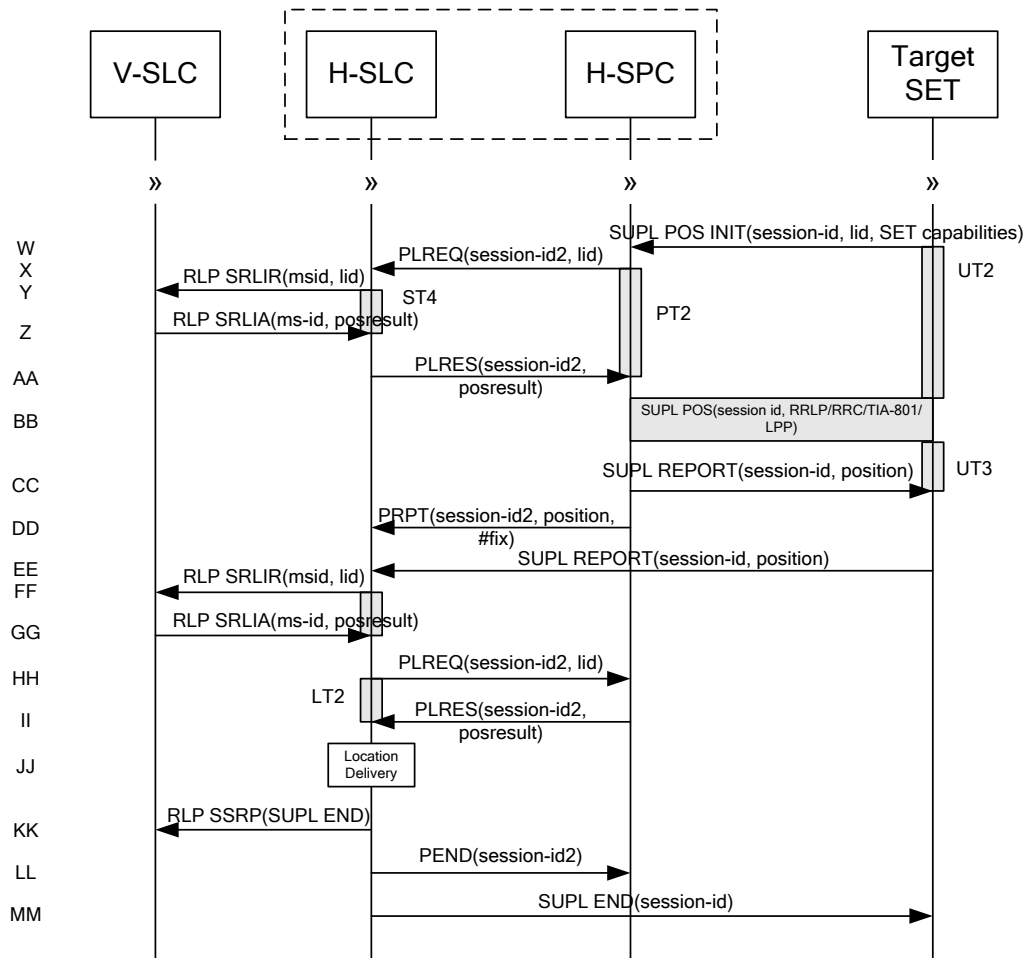 V-SLC
H-SLC
H-SPC
Target
SET
»
»
»
»
W
SUPL POS INIT(session-id, lid, SET capabilities)
X
PLREQ(session-id2, lid)
UT2
Y
RLP SRLIR(msid, lid)
ST4
PT2
Z
RLP SRLIA(ms-id, posresult)
AA
PLRES(session-id2,
posresult)
BB
SUPL POS(session id, RRLP/RRC/TIA-801/
LPP)
CC
SUPL REPORT(session-id, position)
UT3
DD
PRPT(session-id2, position,
#fix)
EE
SUPL REPORT(session-id, position)
FF
RLP SRLIR(msid, lid)
GG
RLP SRLIA(ms-id, posresult)
HH
PLREQ(session-id2, lid)
LT2
II
PLRES(session-id2,
posresult)
JJ
Location
Delivery
KK
RLP SSRP(SUPL END)
LL
PEND(session-id2)
MM
SUPL END(session-id)